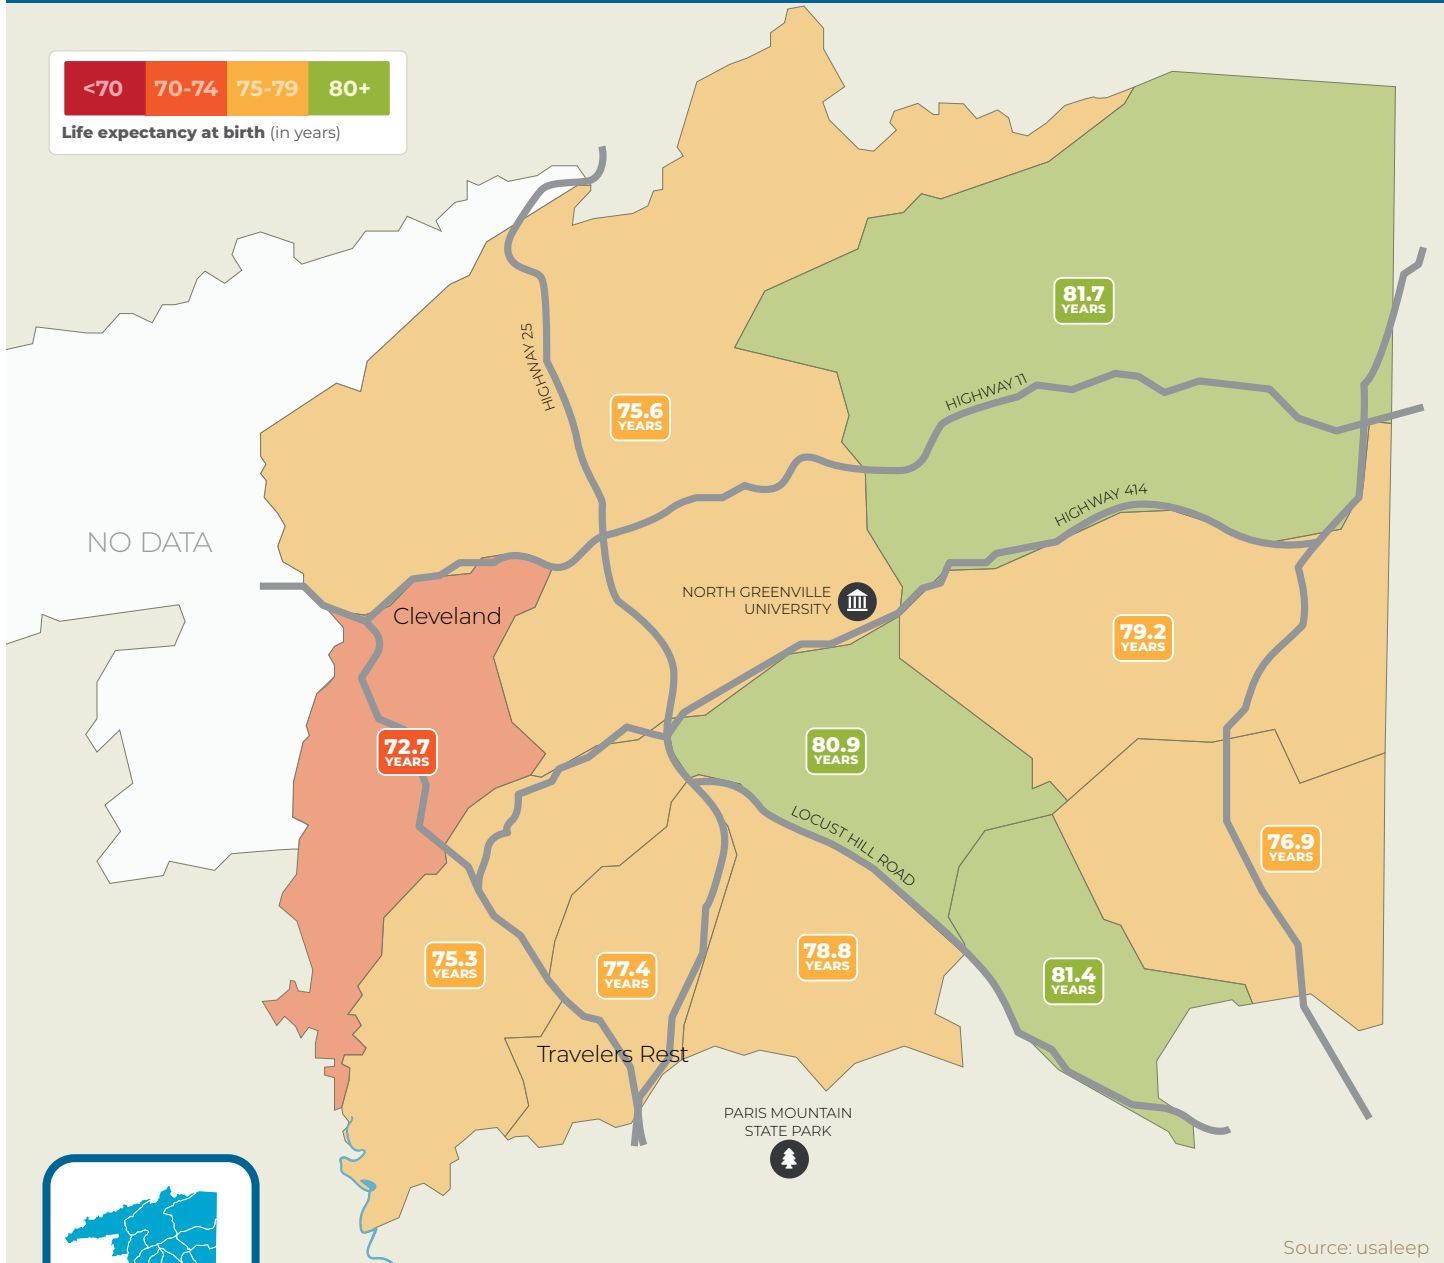 <70
70-74
75-79
80+
Life expectancy at birth (in years)
81.7
YEARS
HIGHWAY 25
HIGHWAY 11
75.6
YEARS
HIGHWAY 414
NO DATA
NORTH GREENVILLE
UNIVERSITY
Cleveland
79.2
YEARS
72.7
YEARS
80.9
YEARS
LOCUST HILL ROAD
76.9
YEARS
75.3
YEARS
77.4
YEARS
78.8
YEARS
81.4
YEARS
Travelers Rest
PARIS MOUNTAIN
STATE PARK
Source: usaleep